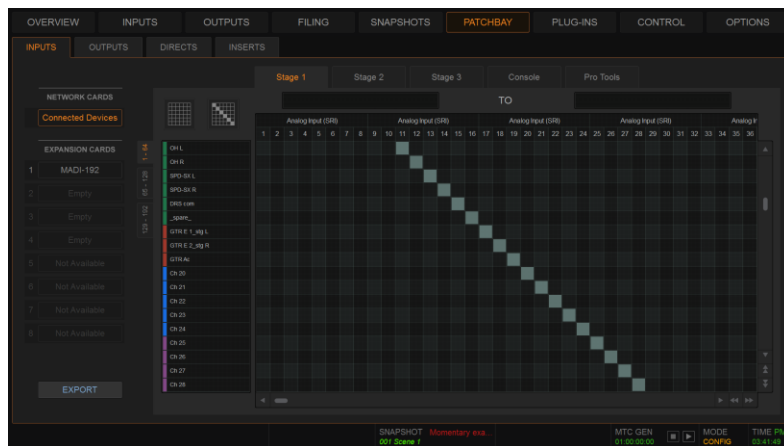 OVERVIEW INPUTS OUTPUTS FILING SNAPSHOTS PATCHBAY PLUG-INS CONTROL OPTIONS
INPUTS OUTPUTS DIRECTS INSERTS
Stage 1 Stage 2 Stage 3 Console Pro Tools
NETWORK CARDS
TO
Connected Devices
Analog Input (SRI) Analog Input (SRI) Analog Input (SRI) Analog Input (SRI) Analog Ir
1 2 3 4 5 6 7 8 9 10 11 12 13 14 15 16 17 18 19 20 21 22 23 24 25 26 27 28 29 30 31 32 33 34 35 36
EXPANSION CARDS
1 - 64
65 - 128
129 - 192
1 MADI-192
2 Empty
3 Empty
4 Empty
5 Not Available
6 Not Available
7 Not Available
8 Not Available
OH L
OH R
SPD-SX L
SPD-SX R
DRS com
_spare_
GTR E 1_stg L
GTR E 2_stg R
GTR Ac
Ch 20
Ch 21
Ch 22
Ch 23
Ch 24
Ch 25
Ch 26
Ch 27
Ch 28
EXPORT
SNAPSHOT Momentary exa... MTC GEN MODE TIME PM
001 Scene 1 01:00:00:00 CONFIG 03:41:49